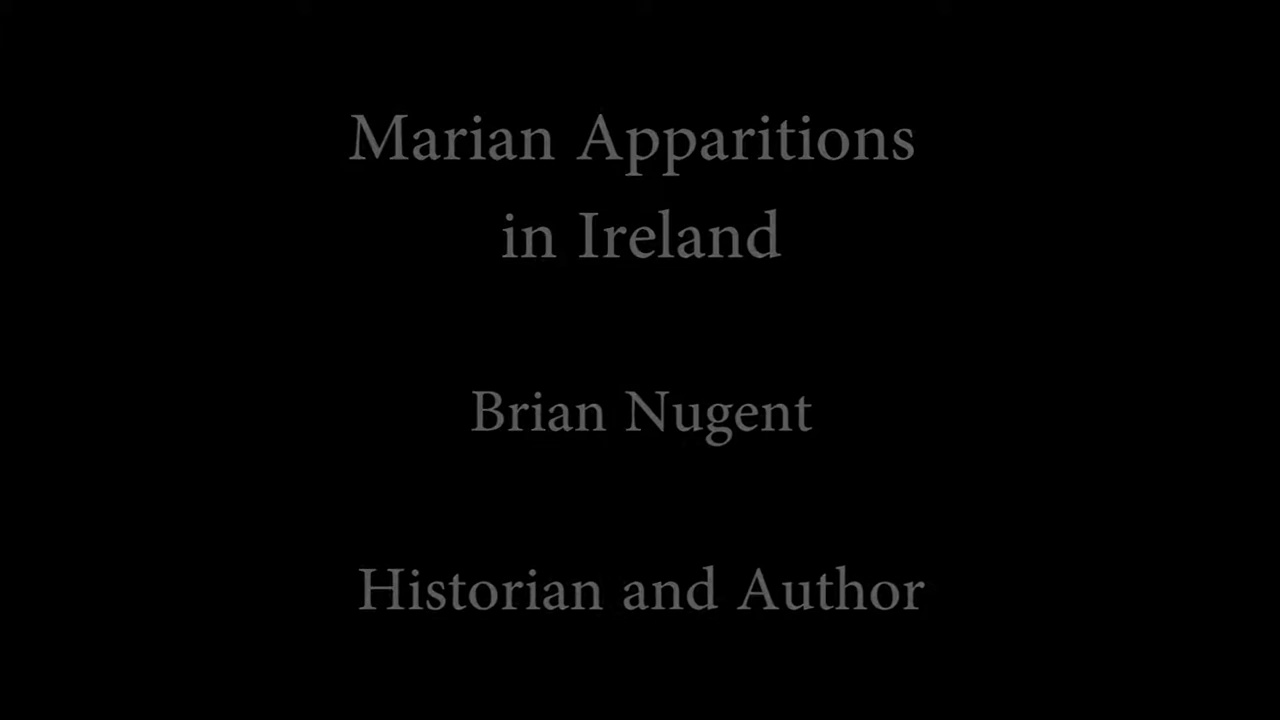 Marian Apparitions
in Ireland
Brian Nugent
Historian and Author